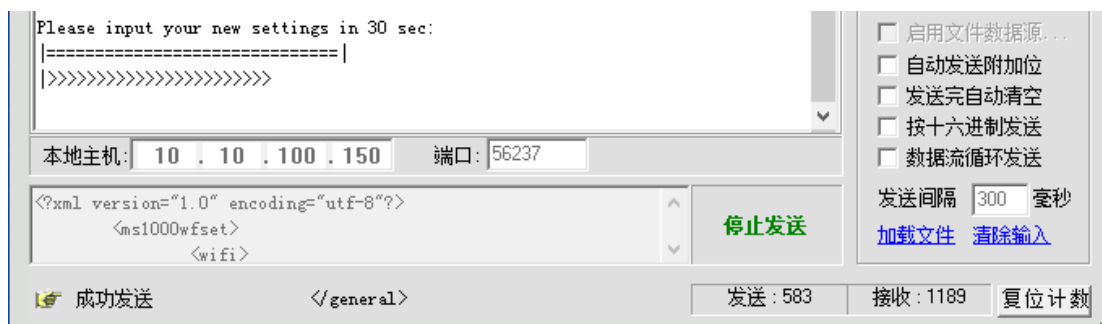 Please input your new settings in 30 sec:
|==============================|
|>>>>>>>>>>>>>>>>>>>>>>>
本地主机: 10 . 10 . 100 . 150 端口: 56237
<?xml version="1.0" encoding="utf-8"?>
<ms1000wfset>
<wifi>
停止发送
启用文件数据源...
自动发送附加位
发送完自动清空
按十六进制发送
数据流循环发送
发送间隔 300 毫秒
加载文件 清除输入
成功发送 </general> 发送 : 583 接收 : 1189 复位计数